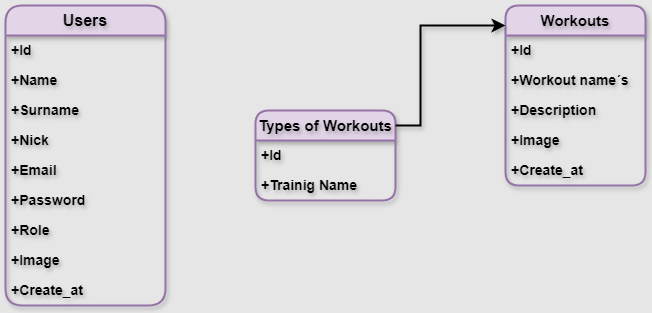 Users
+Id
+Name
+Surname
+Nick
+Email
+Password
+Role
+Image
+Create_at
Types of Workouts
+Id
+Trainig Name
Workouts
+Id
+Workout name´s
+Description
+Image
+Create_at